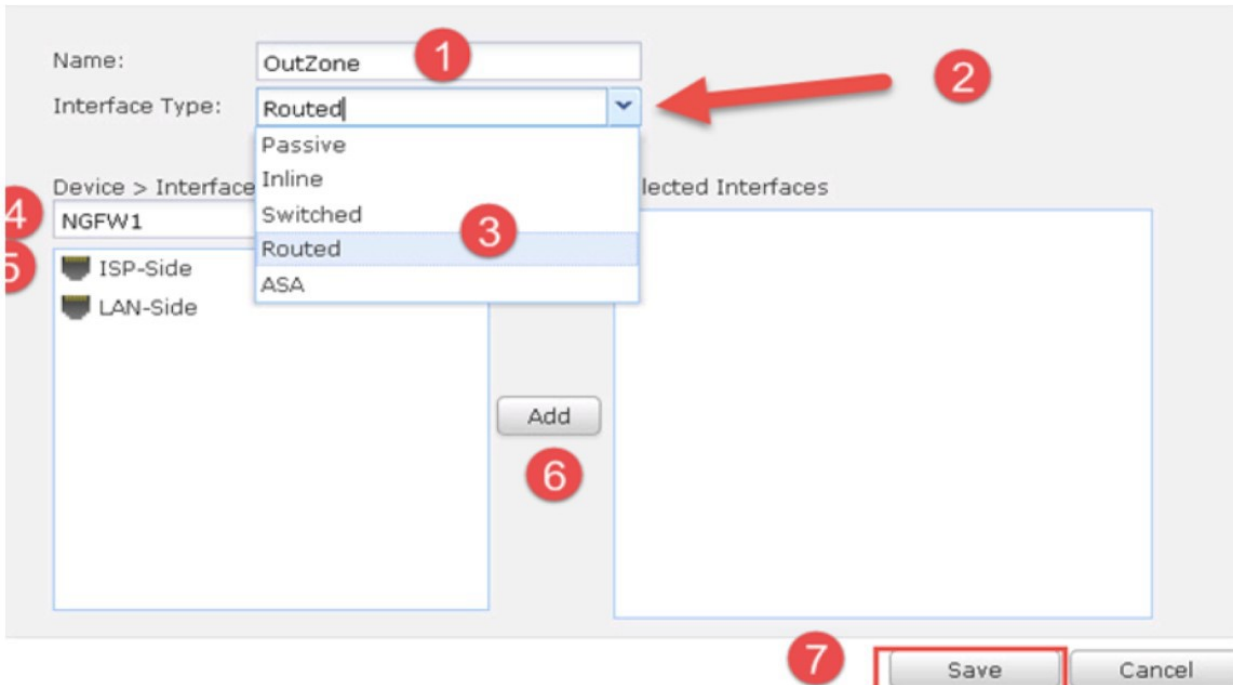 Name: OutZone 1
Interface Type: Routed 2
Passive
Device > Interface Inline lected Interfaces
4 NGFW1 Switched
3
5 ISP-Side Routed
LAN-Side ASA
Add
6
7 Save Cancel